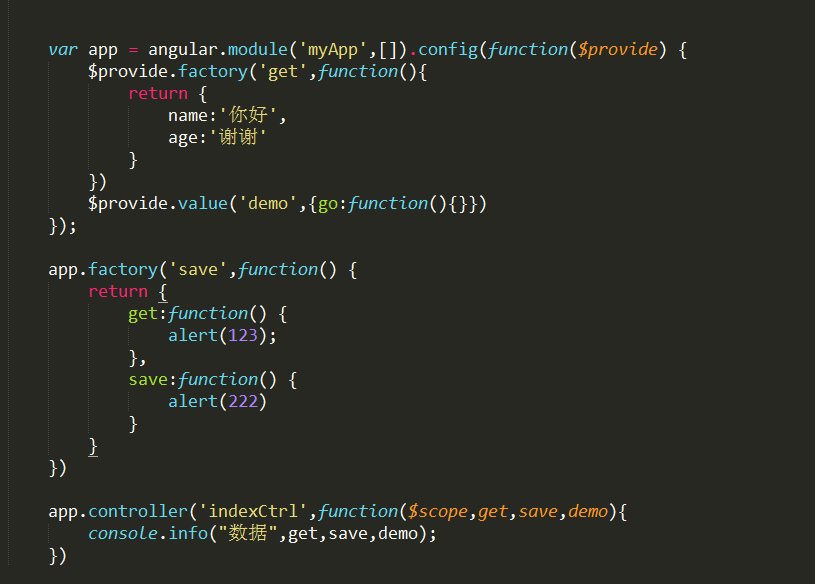 var app = angular.module('myApp',[]).config(function($provide) {
    $provide.factory('get',function(){
        return {
            name:'你好',
            age:'谢谢'
        }
    })
    $provide.value('demo',{go:function(){}})
});
app.factory('save',function() {
    return {
        get:function() {
            alert(123);
        },
        save:function() {
            alert(222)
        }
    }
})
app.controller('indexCtrl',function($scope,get,save,demo){
    console.info("数据",get,save,demo);
})